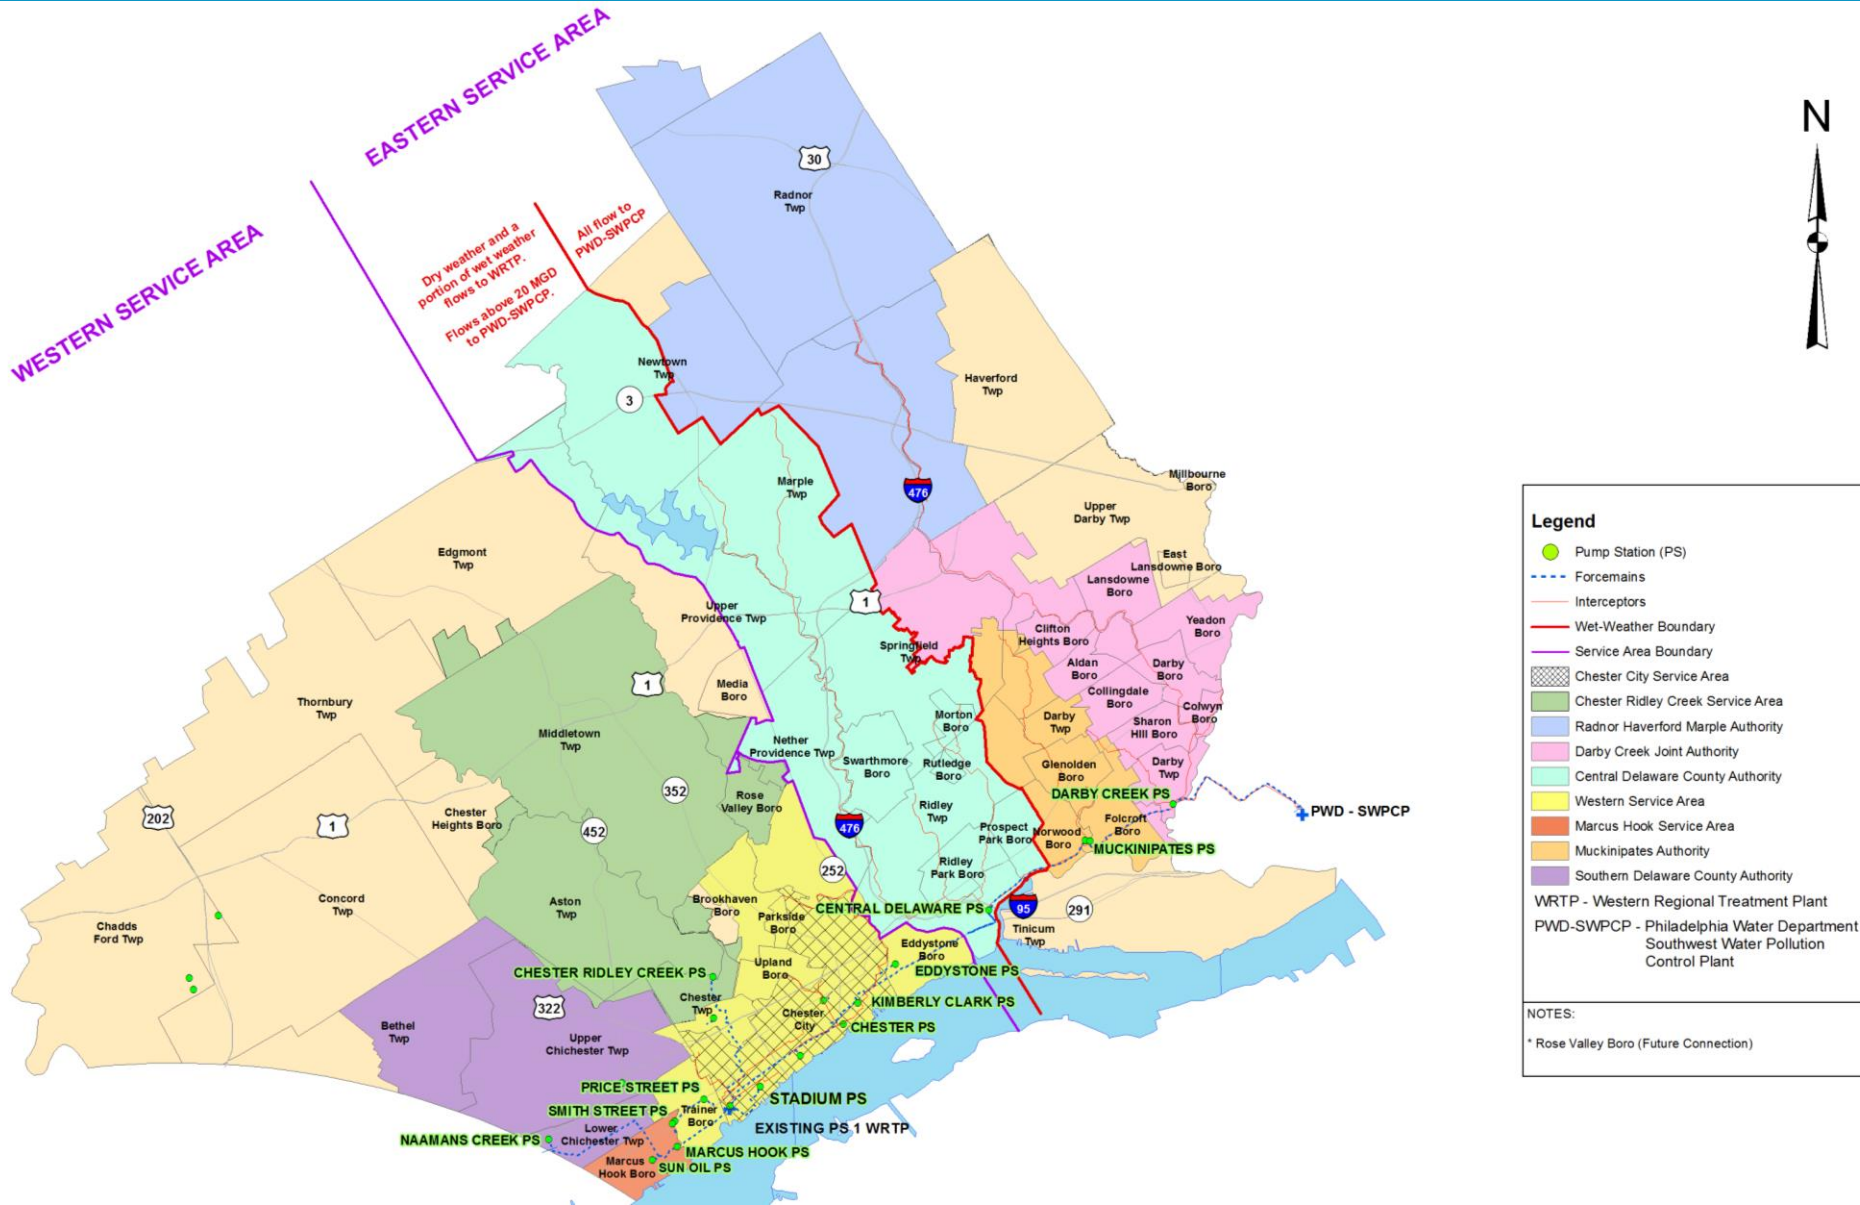 EASTERN SERVICE AREA
WESTERN SERVICE AREA
Dry weather and a
portion of wet weather
flows to WRTP.
Flows above 20 MGD
to PWD-SWPCP.
All flow to
PWD-SWPCP
N
30
Radnor
Twp
Newtown
Twp
3
Haverford
Twp
Marple
Twp
476
Millbourne
Boro
Upper
Darby Twp
East
Lansdowne Boro
Lansdowne
Boro
Edgmont
Twp
Upper
Providence Twp
1
Springfield
Twp
Clifton
Heights Boro
Yeadon
Boro
Aldan
Boro
Darby
Boro
Collingdale
Boro
Colwyn
Boro
Sharon
Hill Boro
Darby
Twp
Darby
Twp
Thornbury
Twp
1
Media
Boro
Middletown
Twp
Nether
Providence Twp
Morton
Boro
Swarthmore
Boro
Rutledge
Boro
Glenolden
Boro
DARBY CREEK PS
PWD - SWPCP
202
1
Chester
Heights Boro
352
452
Rose
Valley Boro
476
Ridley
Twp
Prospect
Park Boro
Norwood
Boro
Folcroft
Boro
MUCKINIPATES PS
252
Ridley
Park Boro
Concord
Twp
Chadds
Ford Twp
Aston
Twp
Brookhaven
Boro
Parkside
Boro
CENTRAL DELAWARE PS
95
291
Tinicum
Twp
Eddystone
Boro
EDDYSTONE PS
Upland
Boro
CHESTER RIDLEY CREEK PS
Chester
Twp
322
KIMBERLY CLARK PS
Chester
City
CHESTER PS
Bethel
Twp
Upper
Chichester Twp
PRICE STREET PS
STADIUM PS
SMITH STREET PS
Trainer
Boro
EXISTING PS 1 WRTP
Lower
Chichester Twp
NAAMANS CREEK PS
MARCUS HOOK PS
Marcus
Hook Boro
SUN OIL PS
Legend
Pump Station (PS)
Forcemains
Interceptors
Wet-Weather Boundary
Service Area Boundary
Chester City Service Area
Chester Ridley Creek Service Area
Radnor Haverford Marple Authority
Darby Creek Joint Authority
Central Delaware County Authority
Western Service Area
Marcus Hook Service Area
Muckinipates Authority
Southern Delaware County Authority
WRTP - Western Regional Treatment Plant
PWD-SWPCP - Philadelphia Water Department
Southwest Water Pollution
Control Plant
NOTES:
* Rose Valley Boro (Future Connection)